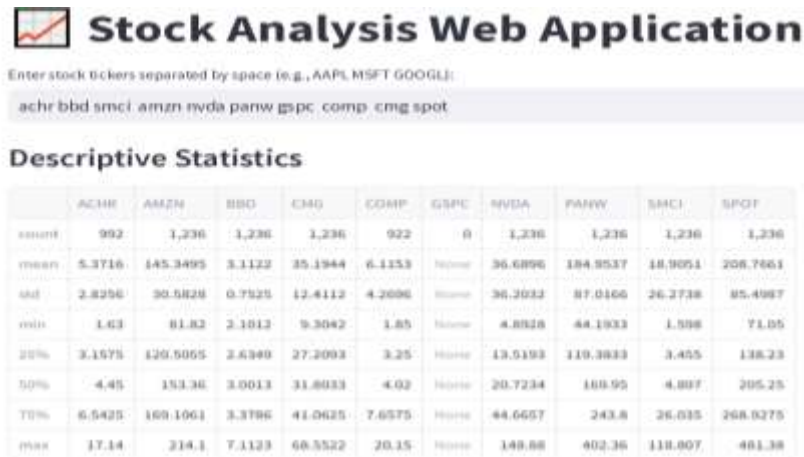 Stock Analysis Web Application
Enter stock tickers separated by space (e.g., AAPL MSFT GOOGL):
achr bbd smci amzn nvda panw gspc comp cmg spot
Descriptive Statistics
ACHR AMZN BBD CMG COMP GSPC NVDA PANW SMCI SPOT
count 992 1,236 1,236 1,236 922 0 1,236 1,236 1,236 1,236
mean 5.3716 145.3495 3.1122 35.1944 6.1153 None 36.6896 184.9537 18.9051 208.7661
std 2.8256 30.5828 0.7525 12.4112 4.2696 None 36.2032 87.0166 26.2738 85.4987
min 1.63 81.82 2.1012 9.3042 1.85 None 4.8928 44.1933 1.598 71.05
25% 3.1575 120.5065 2.6349 27.2093 3.25 None 13.5193 119.3833 3.455 138.23
50% 4.45 153.36 3.0013 31.8033 4.02 None 20.7234 169.95 4.807 205.25
75% 6.5425 169.1061 3.3786 41.0625 7.6575 None 44.6657 243.8 26.035 268.9275
max 17.14 214.1 7.1123 68.5522 20.15 None 148.88 402.36 118.807 481.38